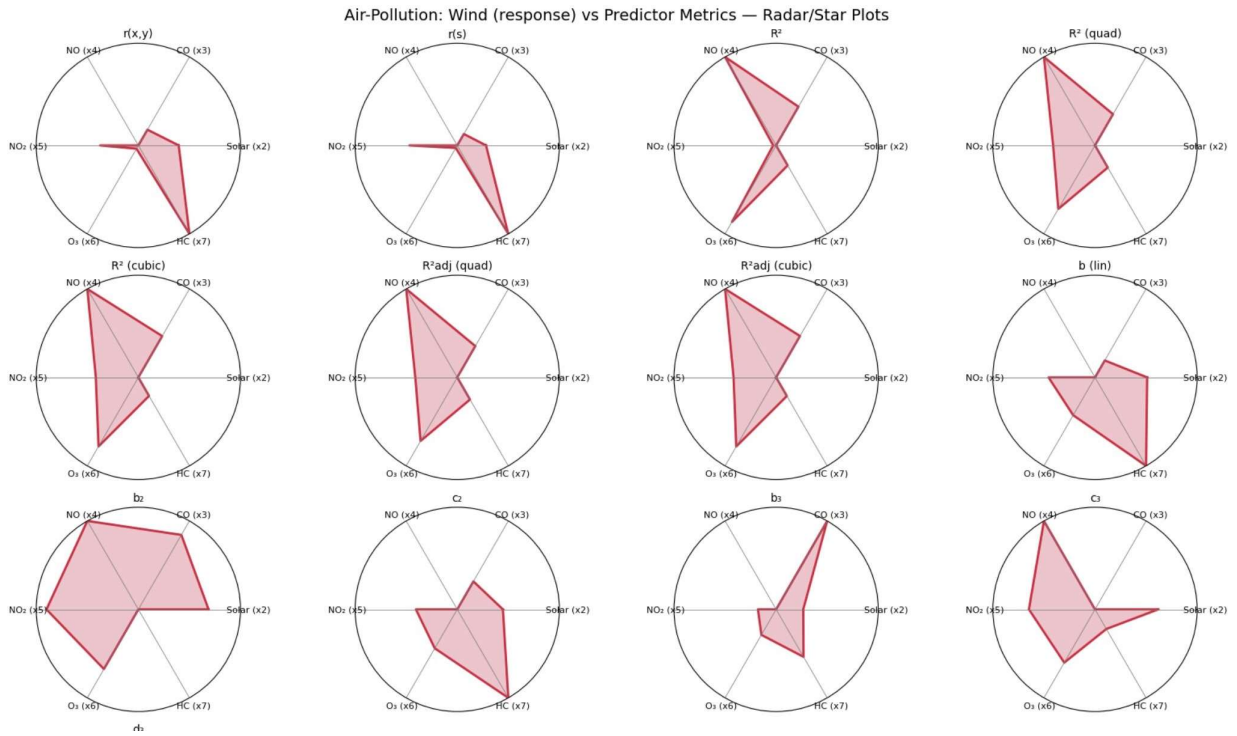 Air-Pollution: Wind (response) vs Predictor Metrics — Radar/Star Plots
r(x,y)
NO (x4)
CO (x3)
NO₂ (x5)
Solar (x2)
O₃ (x6)
HC (x7)
r(s)
NO (x4)
CO (x3)
NO₂ (x5)
Solar (x2)
O₃ (x6)
HC (x7)
R²
NO (x4)
CO (x3)
NO₂ (x5)
Solar (x2)
O₃ (x6)
HC (x7)
R² (quad)
NO (x4)
CO (x3)
NO₂ (x5)
Solar (x2)
O₃ (x6)
HC (x7)
R² (cubic)
NO (x4)
CO (x3)
NO₂ (x5)
Solar (x2)
O₃ (x6)
HC (x7)
R²adj (quad)
NO (x4)
CO (x3)
NO₂ (x5)
Solar (x2)
O₃ (x6)
HC (x7)
R²adj (cubic)
NO (x4)
CO (x3)
NO₂ (x5)
Solar (x2)
O₃ (x6)
HC (x7)
b (lin)
NO (x4)
CO (x3)
NO₂ (x5)
Solar (x2)
O₃ (x6)
HC (x7)
b₂
NO (x4)
CO (x3)
NO₂ (x5)
Solar (x2)
O₃ (x6)
HC (x7)
c₂
NO (x4)
CO (x3)
NO₂ (x5)
Solar (x2)
O₃ (x6)
HC (x7)
b₃
NO (x4)
CO (x3)
NO₂ (x5)
Solar (x2)
O₃ (x6)
HC (x7)
c₃
NO (x4)
CO (x3)
NO₂ (x5)
Solar (x2)
O₃ (x6)
HC (x7)